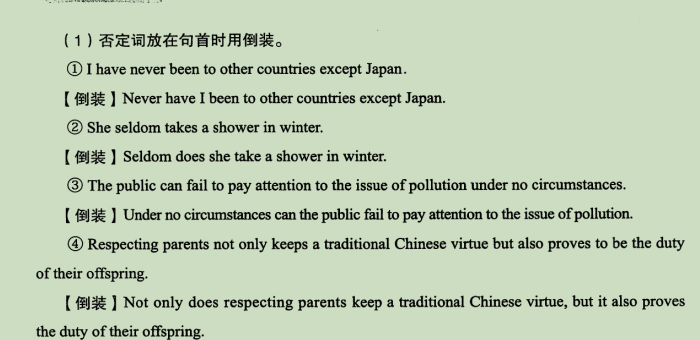 （1）否定词放在句首时用倒装。
① I have never been to other countries except Japan.
【倒装】Never have I been to other countries except Japan.
② She seldom takes a shower in winter.
【倒装】Seldom does she take a shower in winter.
③ The public can fail to pay attention to the issue of pollution under no circumstances.
【倒装】Under no circumstances can the public fail to pay attention to the issue of pollution.
④ Respecting parents not only keeps a traditional Chinese virtue but also proves to be the duty
of their offspring.
【倒装】Not only does respecting parents keep a traditional Chinese virtue, but it also proves
the duty of their offspring.